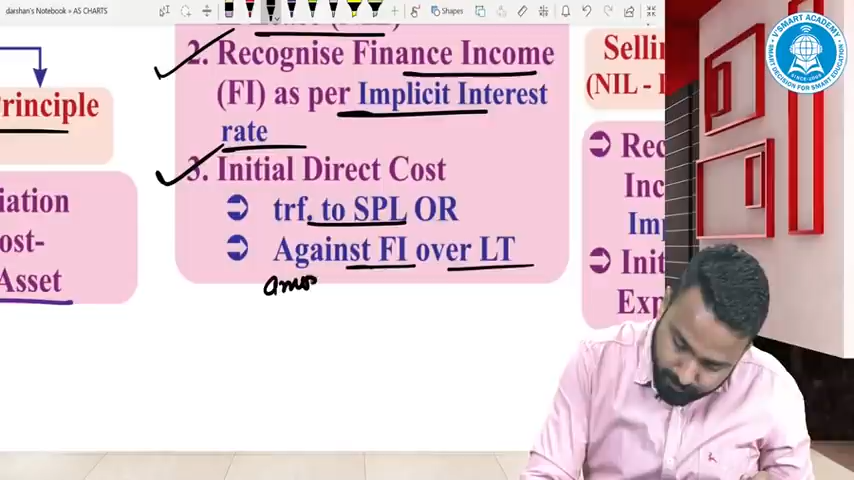 darshan's Notebook » AS CHARTS
Shapes
V'SMART ACADEMY
SINCE-2005
SMART DECISION FOR SMART EDUCATION
2. Recognise Finance Income
(FI) as per Implicit Interest
rate
3. Initial Direct Cost
➲ trf. to SPL OR
➲ Against FI over LT
amo
rinciple
iation
ost-
Asset
Sellin
(NIL -
➲ Rec
Inc
Im
➲ Init
Exp